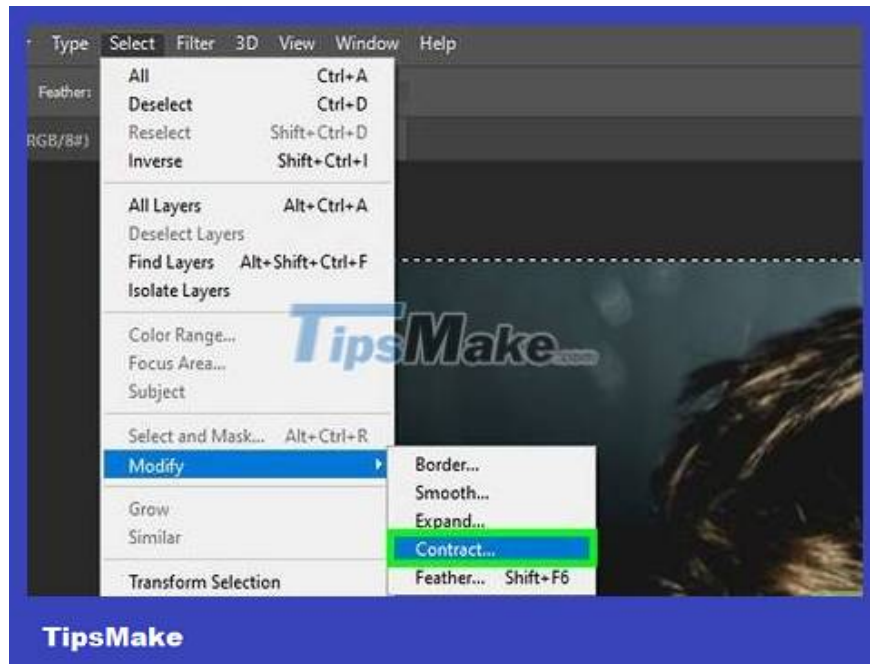 Type Select Filter 3D View Window Help
Feather:
RGB/8#)
All Ctrl+A
Deselect Ctrl+D
Reselect Shift+Ctrl+D
Inverse Shift+Ctrl+I
All Layers Alt+Ctrl+A
Deselect Layers
Find Layers Alt+Shift+Ctrl+F
Isolate Layers
Color Range...
Focus Area...
Subject
Select and Mask... Alt+Ctrl+R
Modify
Grow
Similar
Transform Selection
Border...
Smooth...
Expand...
Contract...
Feather... Shift+F6
TipsMake.com
TipsMake